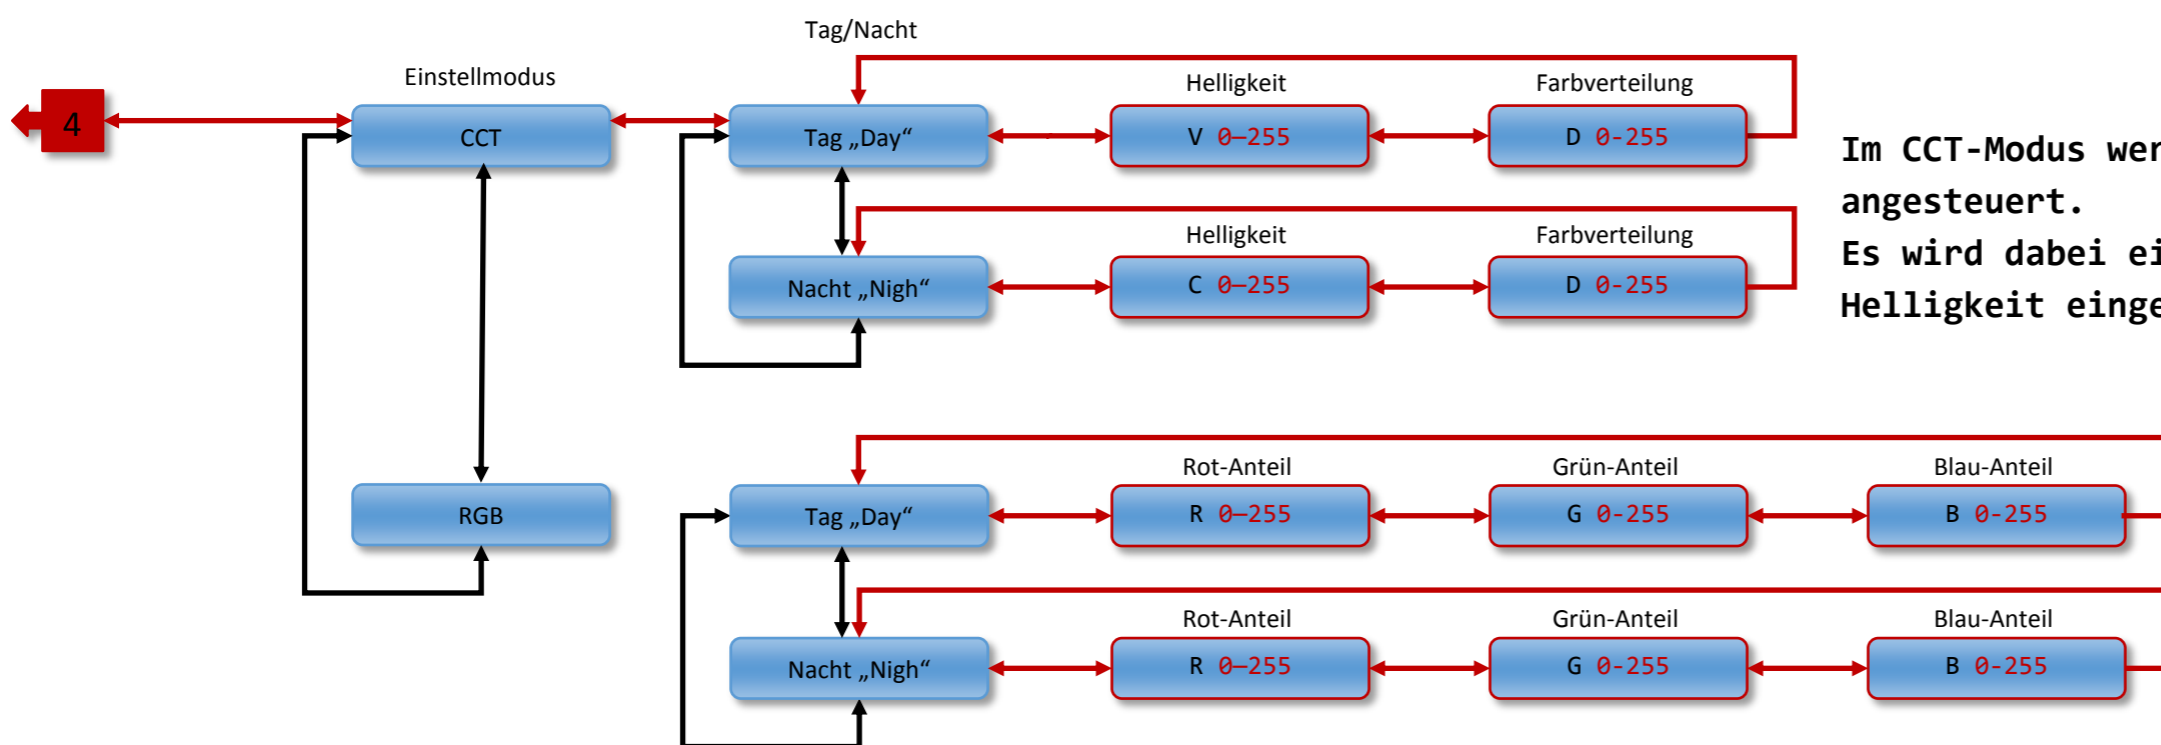 Tag/Nacht
Einstellmodus
Helligkeit
Farbverteilung
4
CCT
Tag „Day“
V 0–255
D 0-255
Im CCT-Modus wer
angesteuert.
Es wird dabei ei
Helligkeit einge
Helligkeit
Farbverteilung
Nacht „Nigh“
C 0–255
D 0-255
Rot-Anteil
Grün-Anteil
Blau-Anteil
RGB
Tag „Day“
R 0–255
G 0-255
B 0-255
Rot-Anteil
Grün-Anteil
Blau-Anteil
Nacht „Nigh“
R 0–255
G 0-255
B 0-255